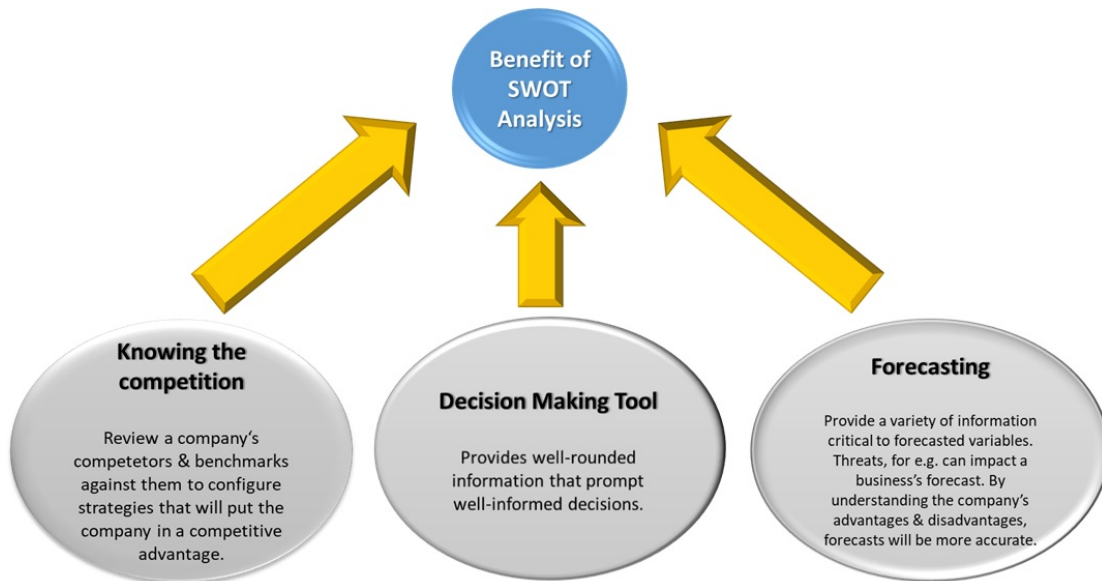 Benefit of
SWOT
Analysis
Knowing the
competition
Review a company‘s
competetors & benchmarks
against them to configure
strategies that will put the
company in a competitive
advantage.
Decision Making Tool
Provides well-rounded
information that prompt
well-informed decisions.
Forecasting
Provide a variety of information
critical to forecasted variables.
Threats, for e.g. can impact a
business’s forecast. By
understanding the company’s
advantages & disadvantages,
forecasts will be more accurate.